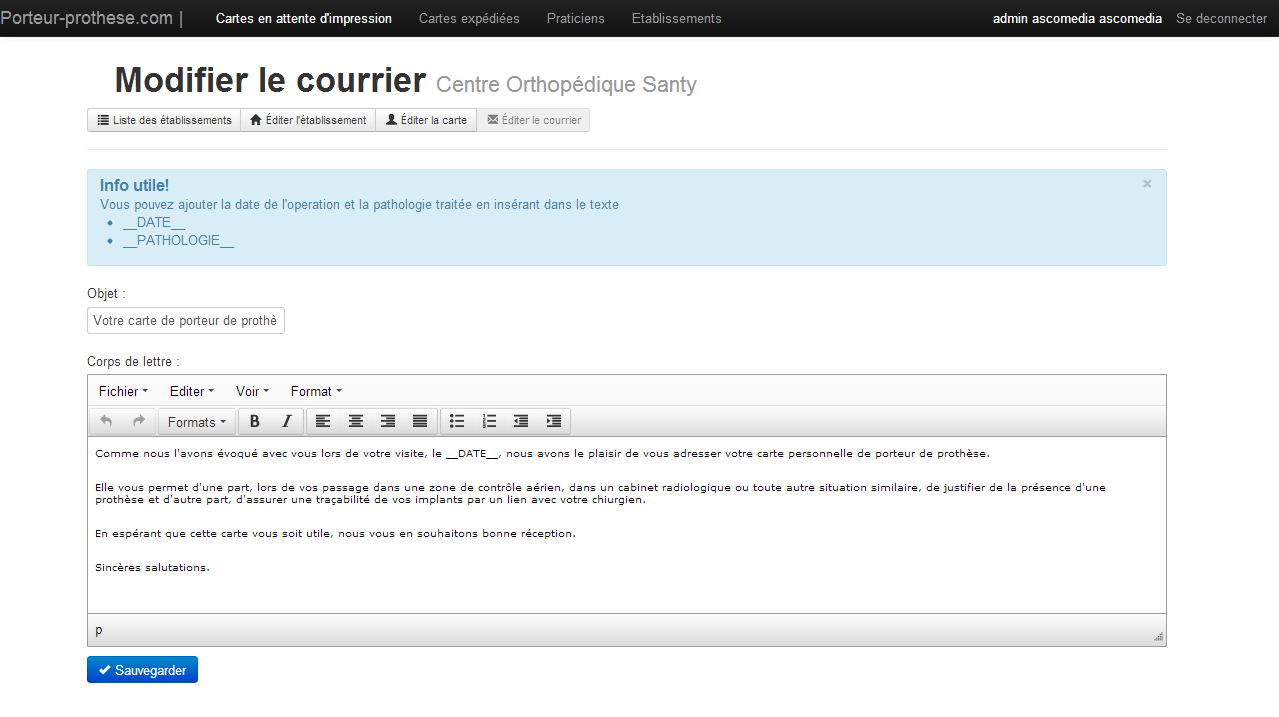 Porteur-prothese.com | Cartes en attente d'impression Cartes expédiées Praticiens Etablissements admin ascomedia ascomedia Se deconnecter
Modifier le courrier Centre Orthopédique Santy
Liste des établissements Éditer l'établissement Éditer la carte Éditer le courrier
Info utile! ×
Vous pouvez ajouter la date de l'operation et la pathologie traitée en insérant dans le texte
• __DATE__
• __PATHOLOGIE__
Objet :
Votre carte de porteur de prothè
Corps de lettre :
Fichier Editer Voir Format
Formats B I
Comme nous l'avons évoqué avec vous lors de votre visite, le __DATE__, nous avons le plaisir de vous adresser votre carte personnelle de porteur de prothèse.
Elle vous permet d'une part, lors de vos passage dans une zone de contrôle aérien, dans un cabinet radiologique ou toute autre situation similaire, de justifier de la présence d'une
prothèse et d'autre part, d'assurer une traçabilité de vos implants par un lien avec votre chiurgien.
En espérant que cette carte vous soit utile, nous vous en souhaitons bonne réception.
Sincères salutations.
p
Sauvegarder